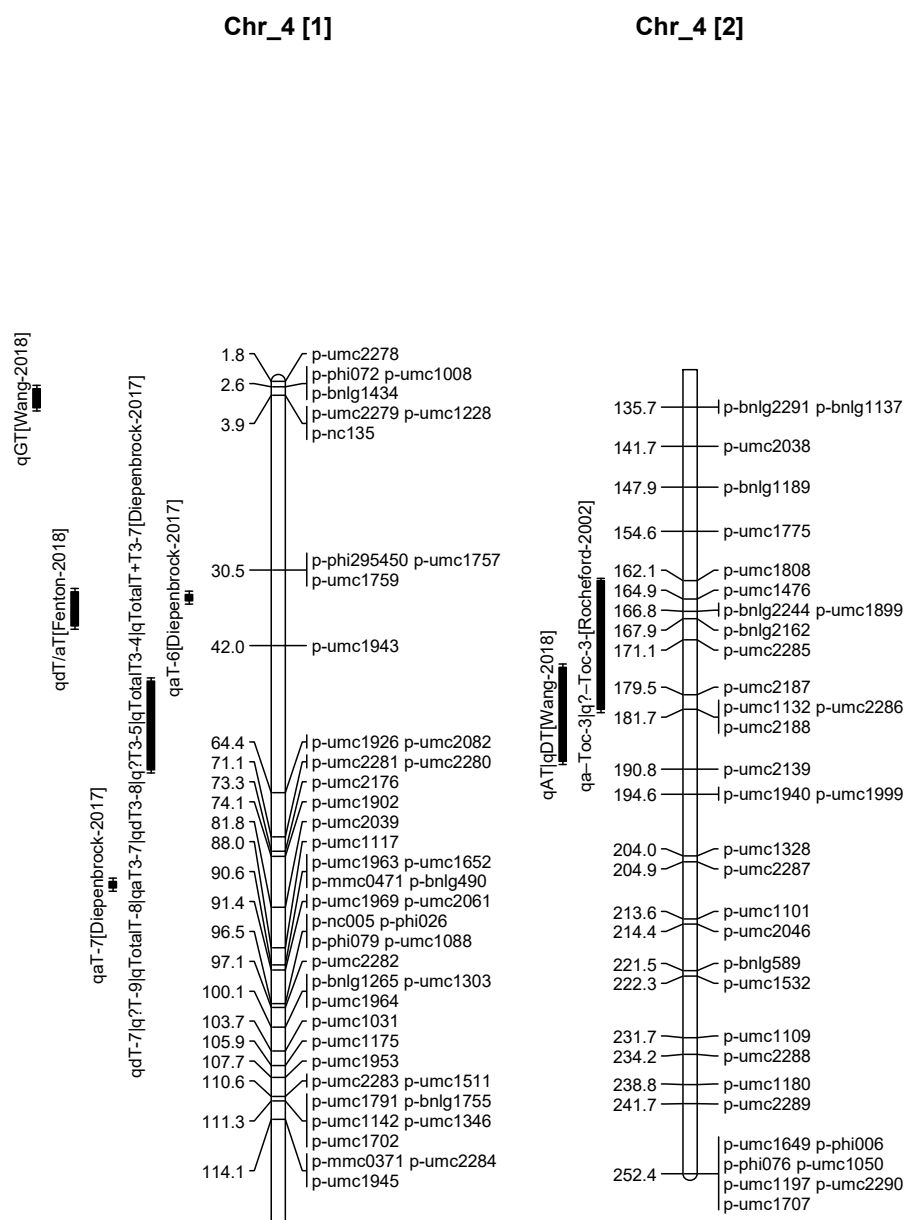 Chr_4 [1]
1.8 p-umc2278
2.6 p-phi072 p-umc1008
p-bnlg1434
3.9 p-umc2279 p-umc1228
p-nc135
30.5 p-phi295450 p-umc1757
p-umc1759
42.0 p-umc1943
64.4 p-umc1926 p-umc2082
71.1 p-umc2281 p-umc2280
73.3 p-umc2176
74.1 p-umc1902
81.8 p-umc2039
88.0 p-umc1117
90.6 p-umc1963 p-umc1652
p-mmc0471 p-bnlg490
91.4 p-umc1969 p-umc2061
96.5 p-nc005 p-phi026
p-phi079 p-umc1088
97.1 p-umc2282
100.1 p-bnlg1265 p-umc1303
p-umc1964
103.7 p-umc1031
105.9 p-umc1175
107.7 p-umc1953
110.6 p-umc2283 p-umc1511
111.3 p-umc1791 p-bnlg1755
p-umc1142 p-umc1346
p-umc1702
114.1 p-mmc0371 p-umc2284
p-umc1945
qGT[Wang-2018]
qdT/aT[Fenton-2018]
qaT-7[Diepenbrock-2017]
qdT-7|q?T-9|qTotalT-8|qaT3-7|qdT3-8|q?T3-5|qTotalT3-4|qTotalT+T3-7[Diepenbrock-2017]
qaT-6[Diepenbrock-2017]
Chr_4 [2]
135.7 p-bnlg2291 p-bnlg1137
141.7 p-umc2038
147.9 p-bnlg1189
154.6 p-umc1775
162.1 p-umc1808
164.9 p-umc1476
166.8 p-bnlg2244 p-umc1899
167.9 p-bnlg2162
171.1 p-umc2285
179.5 p-umc2187
181.7 p-umc1132 p-umc2286
p-umc2188
190.8 p-umc2139
194.6 p-umc1940 p-umc1999
204.0 p-umc1328
204.9 p-umc2287
213.6 p-umc1101
214.4 p-umc2046
221.5 p-bnlg589
222.3 p-umc1532
231.7 p-umc1109
234.2 p-umc2288
238.8 p-umc1180
241.7 p-umc2289
252.4 p-umc1649 p-phi006
p-phi076 p-umc1050
p-umc1197 p-umc2290
p-umc1707
qAT|qDT[Wang-2018]
qa–Toc-3|q?–Toc-3-[Rocheford-2002]